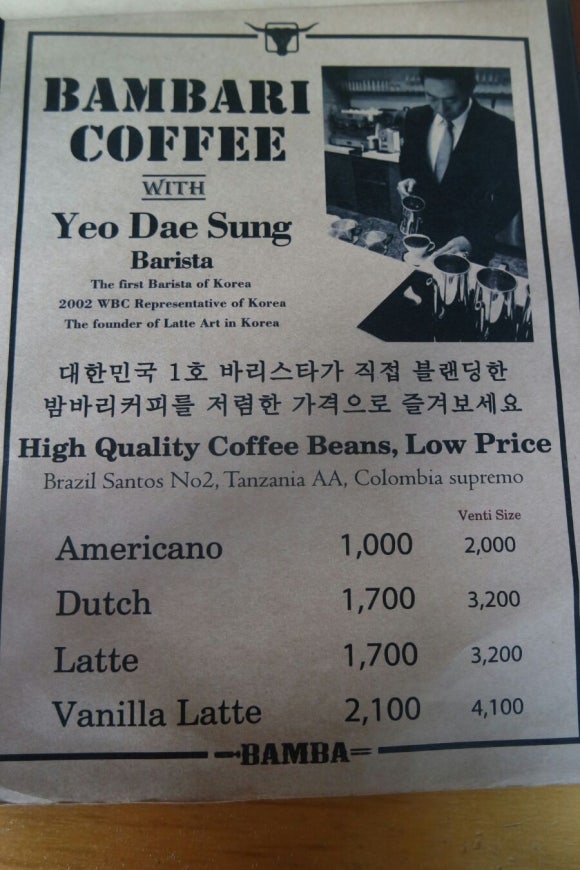 BAMBARI
COFFEE
WITH
Yeo Dae Sung
Barista
The first Barista of Korea
2002 WBC Representative of Korea
The founder of Latte Art in Korea
대한민국 1호 바리스타가 직접 블랜딩한
밤바리커피를 저렴한 가격으로 즐겨보세요
High Quality Coffee Beans, Low Price
Brazil Santos No2, Tanzania AA, Colombia supremo
Venti Size
Americano 1,000 2,000
Dutch 1,700 3,200
Latte 1,700 3,200
Vanilla Latte 2,100 4,100
BAMBA